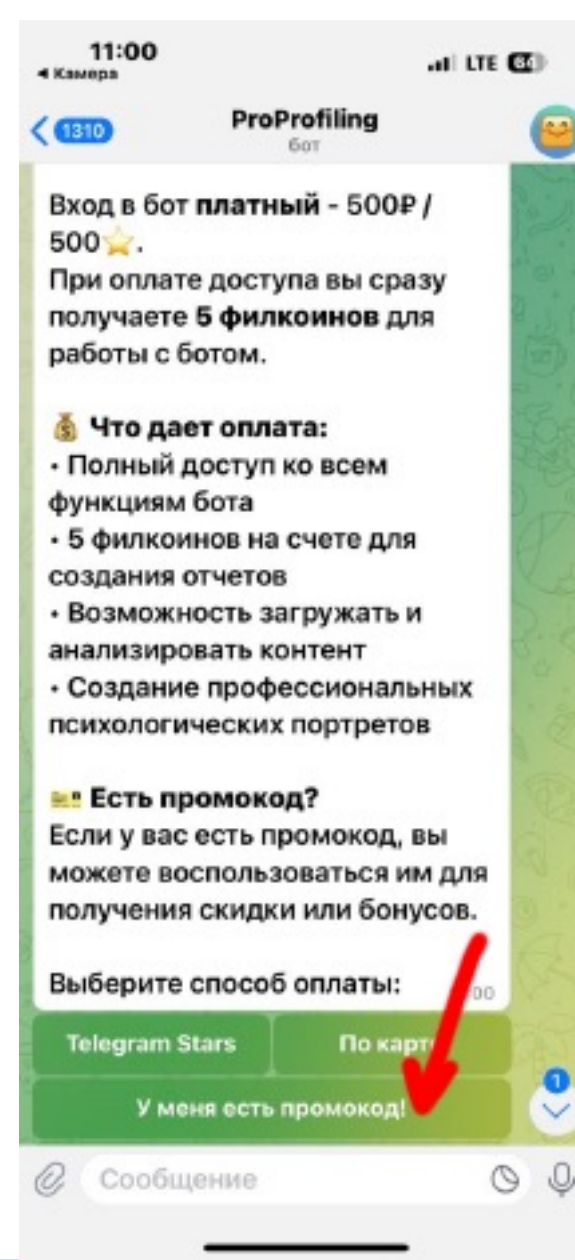 11:00
Камера
LTE 64
1310
ProProfiling
бот
Вход в бот платный - 500₽ /
500⭐.
При оплате доступа вы сразу
получаете 5 филкоинов для
работы с ботом.
💰 Что дает оплата:
• Полный доступ ко всем
функциям бота
• 5 филкоинов на счете для
создания отчетов
• Возможность загружать и
анализировать контент
• Создание профессиональных
психологических портретов
🎫 Есть промокод?
Если у вас есть промокод, вы
можете воспользоваться им для
получения скидки или бонусов.
Выберите способ оплаты:
Telegram Stars
По карте
У меня есть промокод!
1
Сообщение